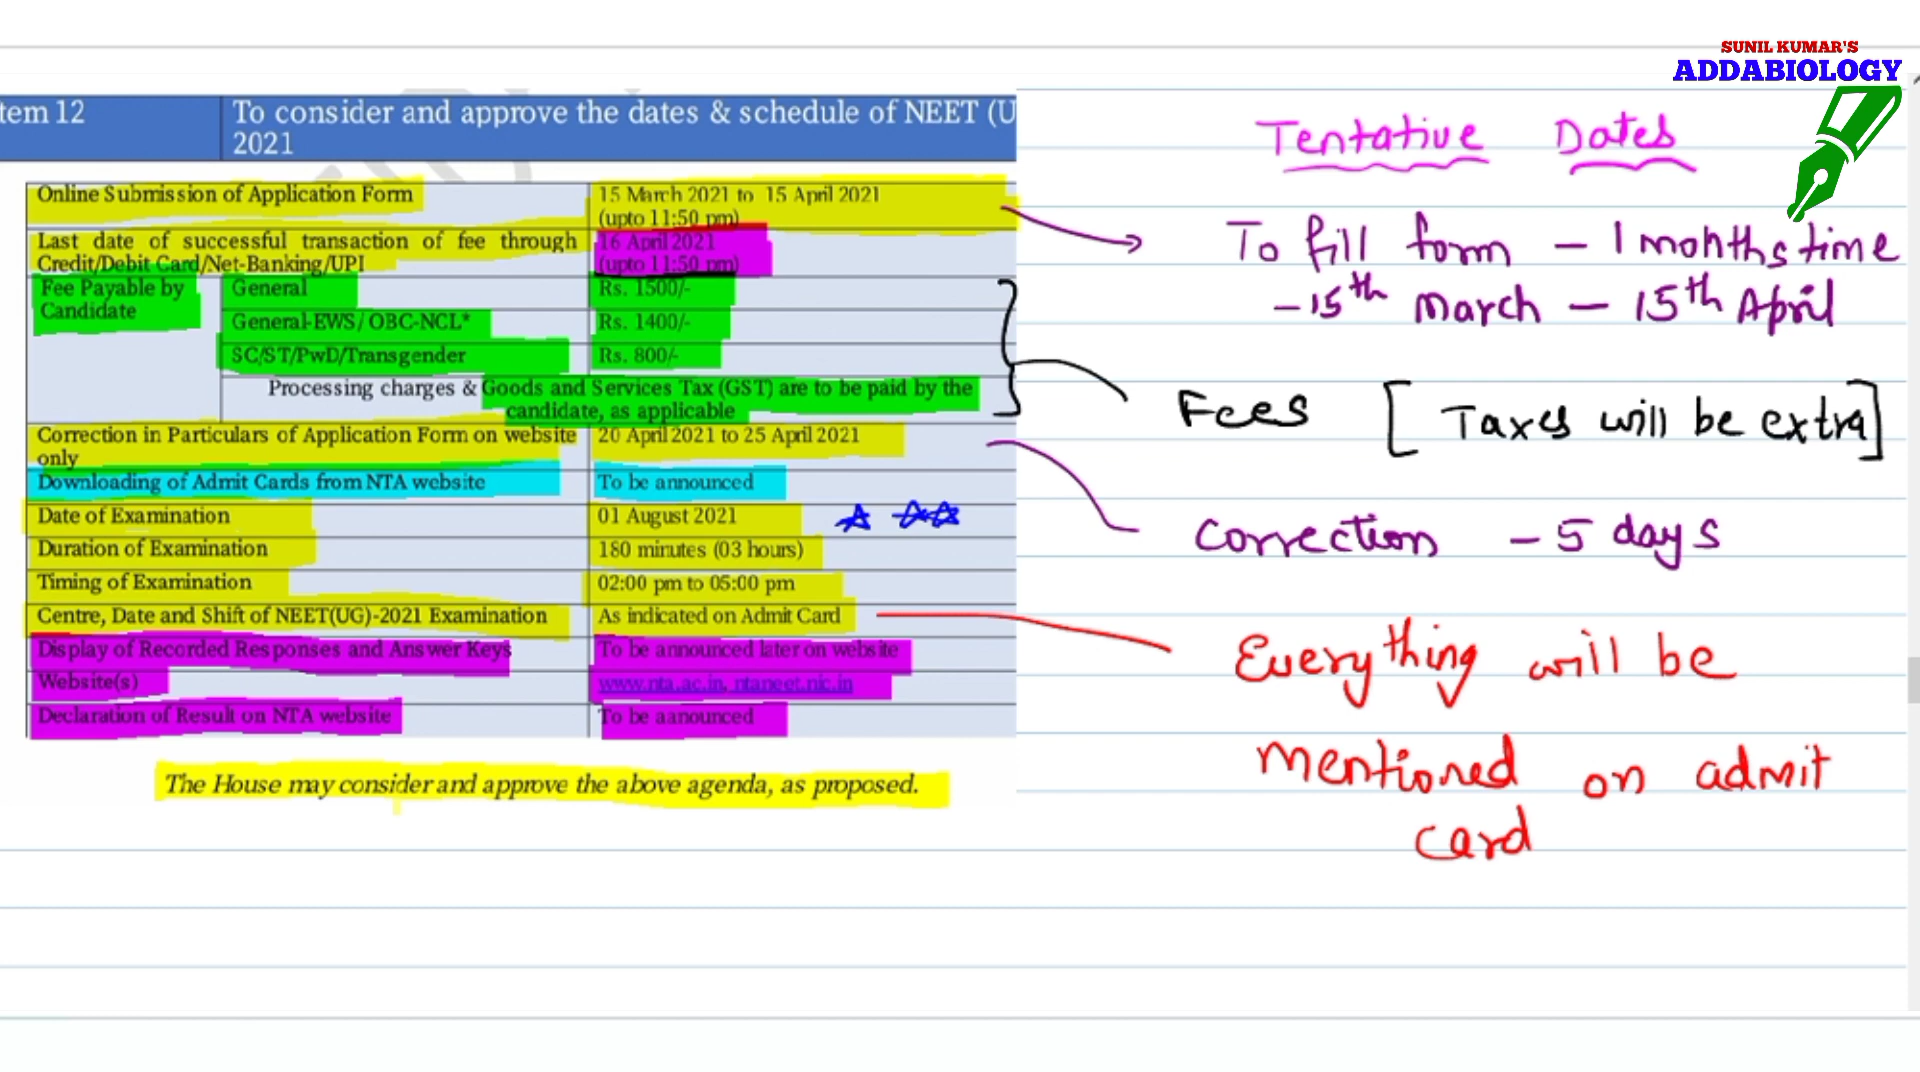 SUNIL KUMAR'S
ADDABIOLOGY
tem 12
To consider and approve the dates & schedule of NEET (U
2021
Online Submission of Application Form
15 March 2021 to 15 April 2021
(upto 11:50 pm)
Last date of successful transaction of fee through
Credit/Debit Card/Net-Banking/UPI
16 April 2021
(upto 11:50 pm)
Fee Payable by
Candidate
General
Rs. 1500/-
General-EWS/ OBC-NCL*
Rs. 1400/-
SC/ST/PwD/Transgender
Rs. 800/-
Processing charges & Goods and Services Tax (GST) are to be paid by the
candidate, as applicable
Correction in Particulars of Application Form on website
only
20 April 2021 to 25 April 2021
Downloading of Admit Cards from NTA website
To be announced
Date of Examination
01 August 2021
Duration of Examination
180 minutes (03 hours)
Timing of Examination
02:00 pm to 05:00 pm
Centre, Date and Shift of NEET(UG)-2021 Examination
As indicated on Admit Card
Display of Recorded Responses and Answer Keys
To be announced later on website
Website(s)
www.nta.ac.in, ntaneet.nic.in
Declaration of Result on NTA website
To be announced
The House may consider and approve the above agenda, as proposed.
Tentative Dates
To fill form - 1 months time
- 15th March - 15th April
Fees [Taxes will be extra]
Correction - 5 days
Everything will be
mentioned on admit
card